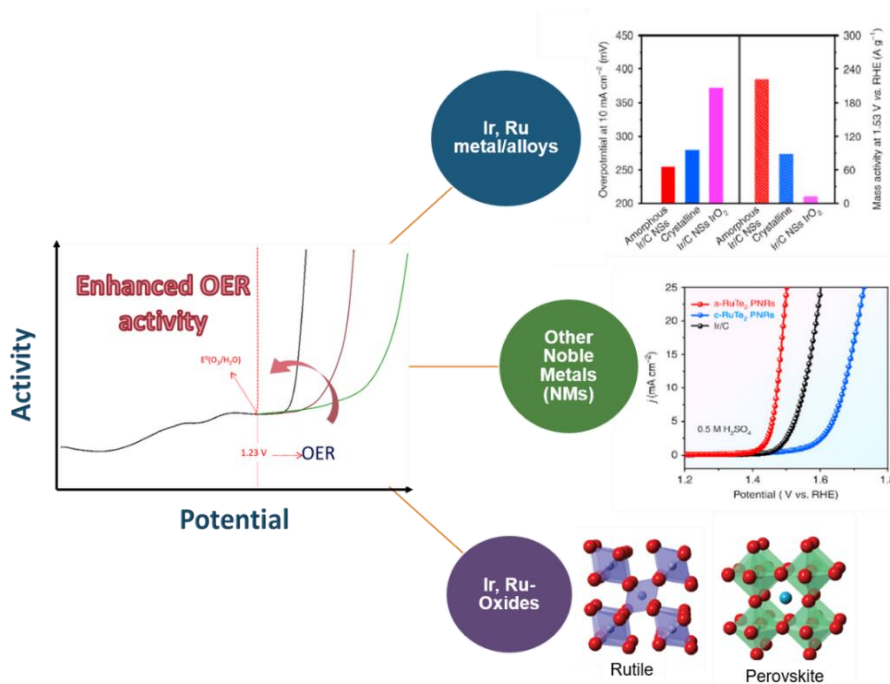 Enhanced OER
activity
E⁰(O₂/H₂O)
1.23 V
OER
Activity
Potential
Ir, Ru
metal/alloys
Other
Noble
Metals
(NMs)
Ir, Ru-
Oxides
Overpotential at 10 mA cm⁻² (mV)
450
400
350
300
250
200
300
240
180
120
60
0
Mass activity at 1.53 V vs. RHE (A g⁻¹)
Amorphous
Ir/C NSs
Crystalline
Ir/C NSs
IrO₂
Amorphous
Ir/C NSs
Crystalline
Ir/C NSs
IrO₂
j (mA cm⁻²)
25
20
15
10
5
0
a-RuTe₂ PNRs
c-RuTe₂ PNRs
Ir/C
0.5 M H₂SO₄
1.2
1.4
1.6
1.8
Potential ( V vs. RHE)
Rutile
Perovskite